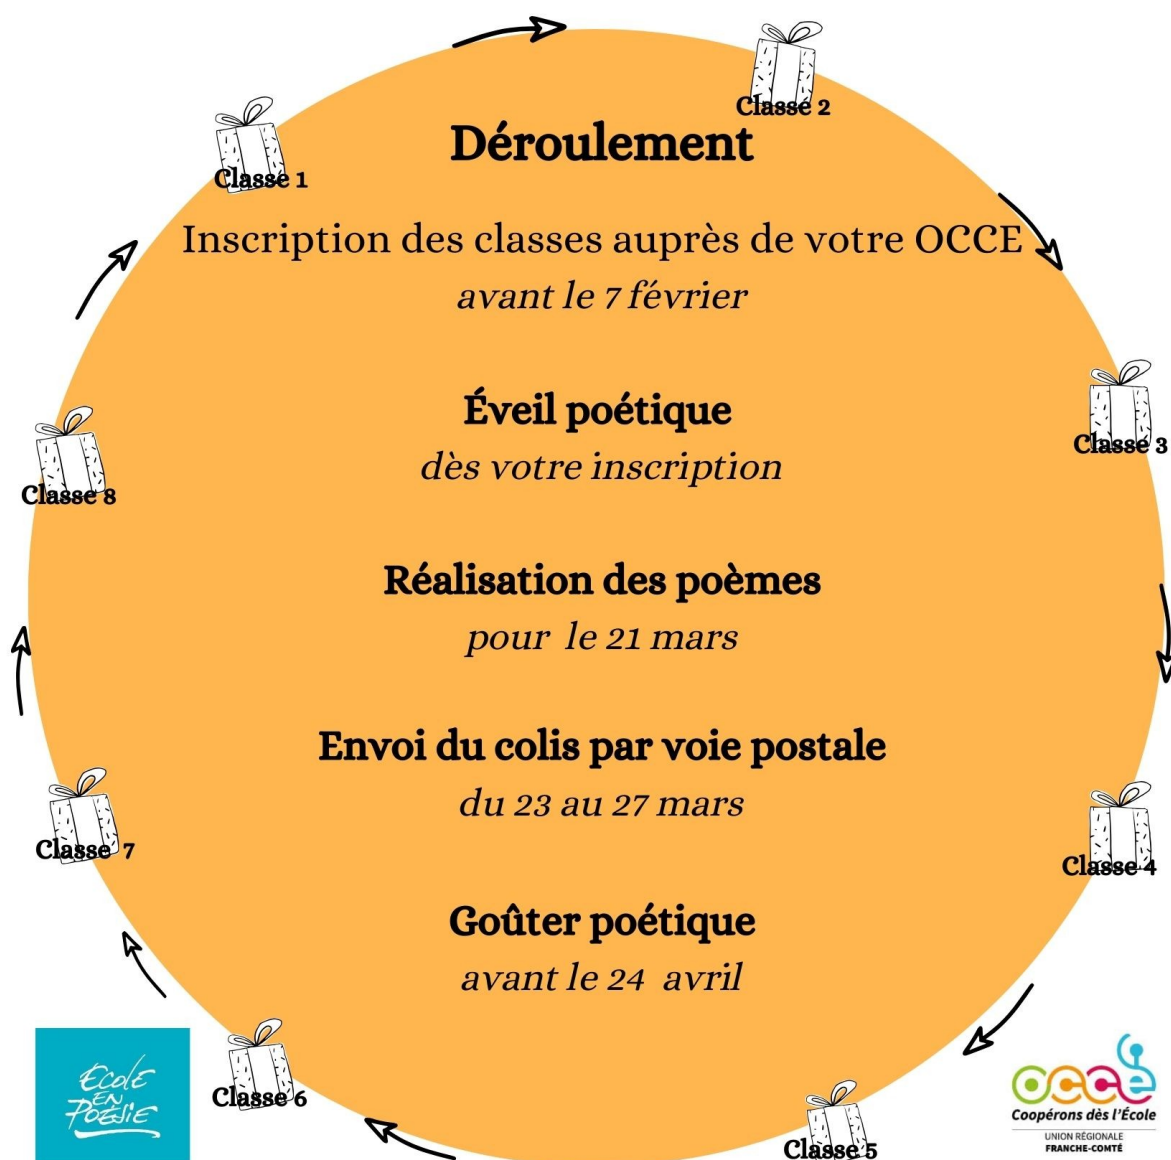 Classe 2
Classe 1
Déroulement
Inscription des classes auprès de votre OCCE
avant le 7 février
Éveil poétique
dès votre inscription
Classe 3
Classe 8
Réalisation des poèmes
pour le 21 mars
Envoi du colis par voie postale
du 23 au 27 mars
Classe 7
Classe 4
Goûter poétique
avant le 24 avril
Classe 6
Classe 5
Ecole
EN
Poésie
occe
Coopérons dès l'École
UNION RÉGIONALE
FRANCHE-COMTÉ